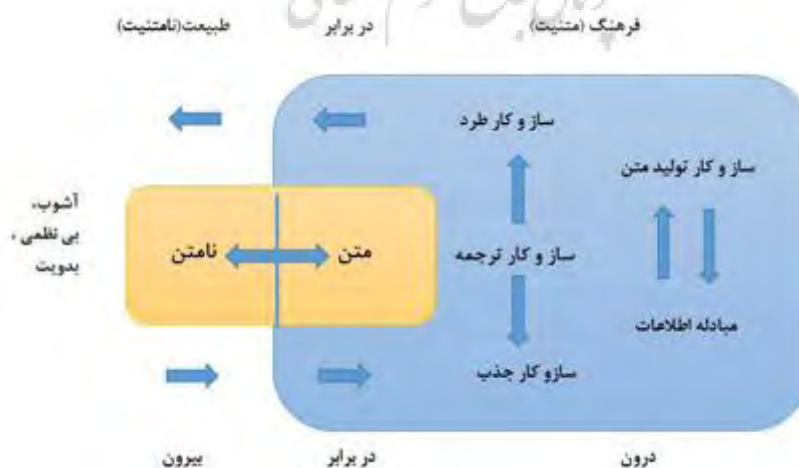 فرهنگ (متنیت) در برابر طبیعت(نامتنیت)
ساز و کار طرد
ساز و کار تولید متن
آشوب،
بی نظمی ،
بدویت
ساز و کار ترجمه
متن
نامتن
مبادله اطلاعات
سازو کار جذب
درون در برابر بیرون